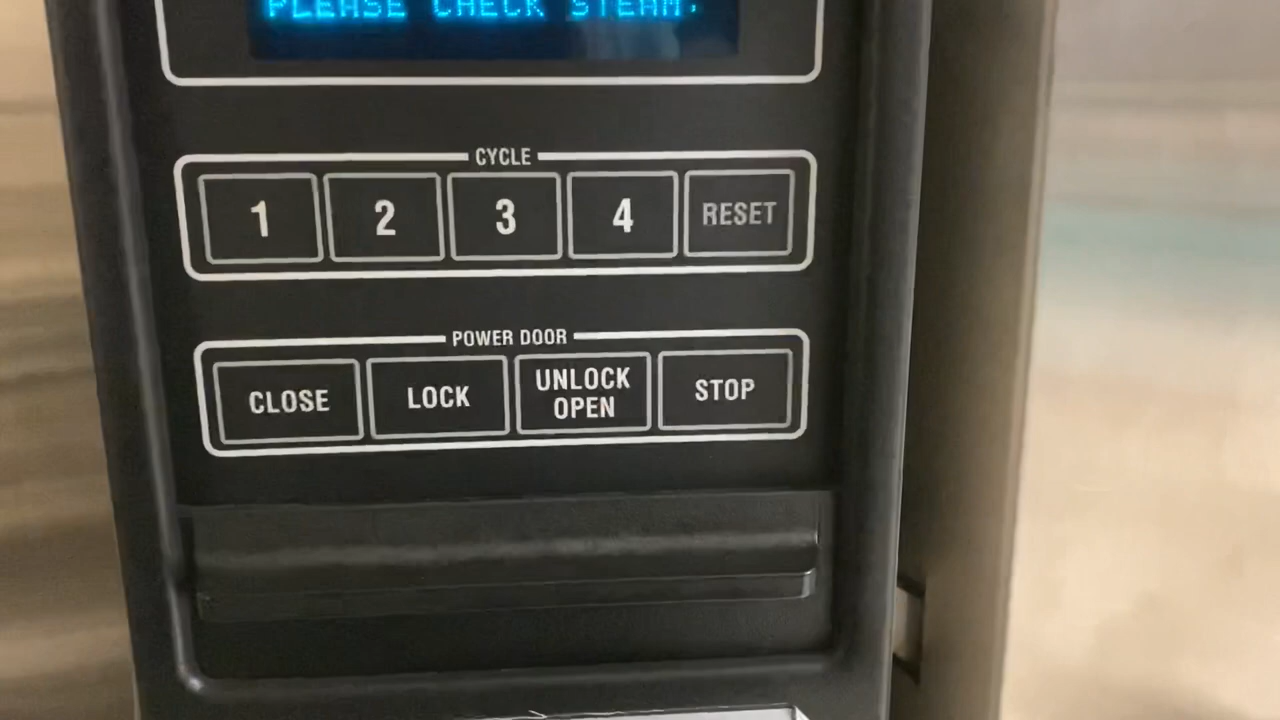 PLEASE CHECK STEAM.
CYCLE
1 2 3 4 RESET
POWER DOOR
CLOSE LOCK UNLOCK OPEN STOP